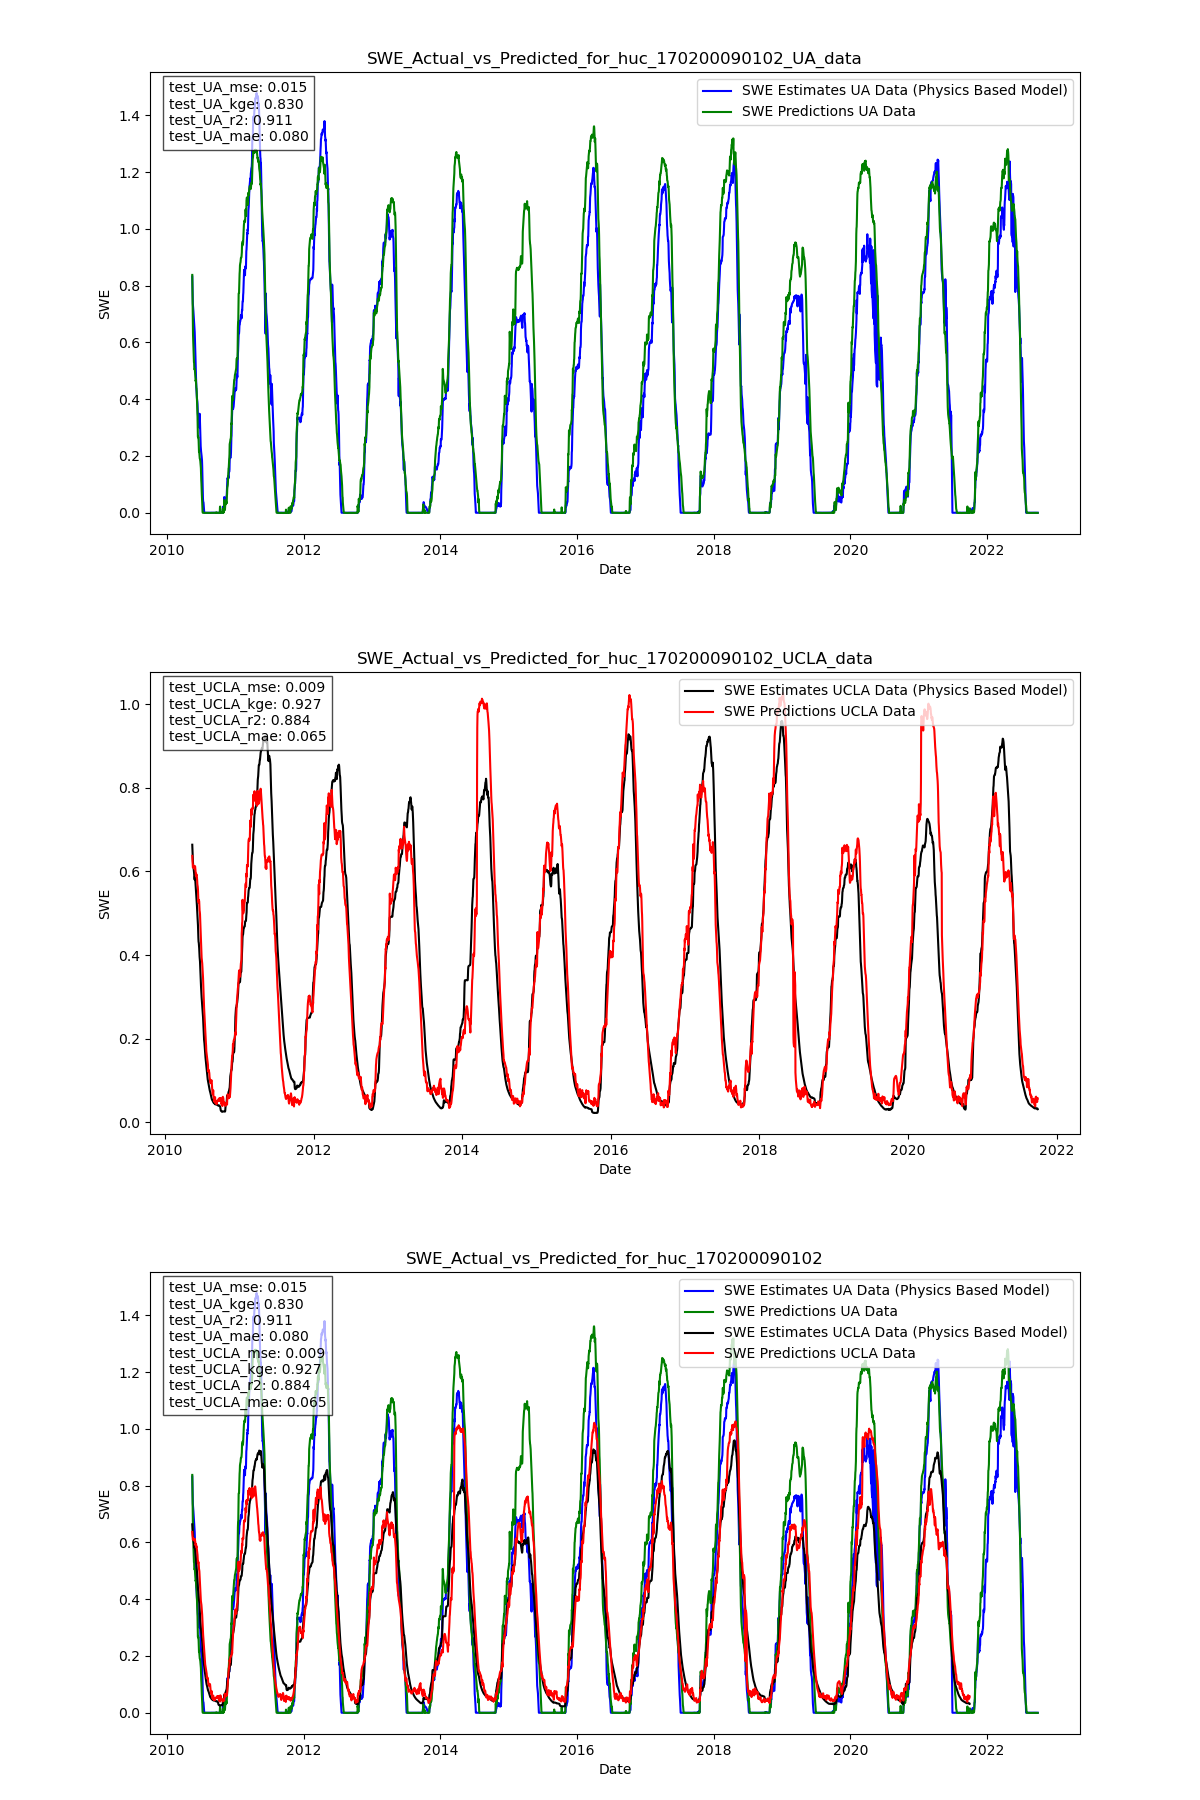 SWE_Actual_vs_Predicted_for_huc_170200090102_UA_data
test_UA_mse: 0.015
test_UA_kge: 0.830
test_UA_r2: 0.911
test_UA_mae: 0.080
SWE Estimates UA Data (Physics Based Model)
SWE Predictions UA Data
1.4
1.2
1.0
0.8
0.6
0.4
0.2
0.0
SWE
2010 2012 2014 2016 2018 2020 2022
Date
SWE_Actual_vs_Predicted_for_huc_170200090102_UCLA_data
test_UCLA_mse: 0.009
test_UCLA_kge: 0.927
test_UCLA_r2: 0.884
test_UCLA_mae: 0.065
SWE Estimates UCLA Data (Physics Based Model)
SWE Predictions UCLA Data
1.0
0.8
0.6
0.4
0.2
0.0
SWE
2010 2012 2014 2016 2018 2020 2022
Date
SWE_Actual_vs_Predicted_for_huc_170200090102
test_UA_mse: 0.015
test_UA_kge: 0.830
test_UA_r2: 0.911
test_UA_mae: 0.080
test_UCLA_mse: 0.009
test_UCLA_kge: 0.927
test_UCLA_r2: 0.884
test_UCLA_mae: 0.065
SWE Estimates UA Data (Physics Based Model)
SWE Predictions UA Data
SWE Estimates UCLA Data (Physics Based Model)
SWE Predictions UCLA Data
1.4
1.2
1.0
0.8
0.6
0.4
0.2
0.0
SWE
2010 2012 2014 2016 2018 2020 2022
Date